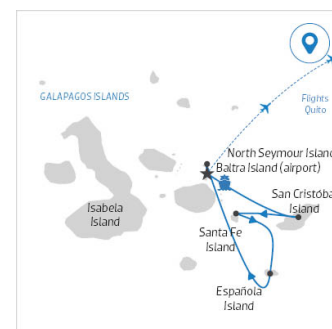 GALAPAGOS ISLANDS
Flights
Quito
North Seymour Islan
Baltra Island (airport)
San Cristóba
Island
Isabela
Island
Santa Fe
Island
Española
Island